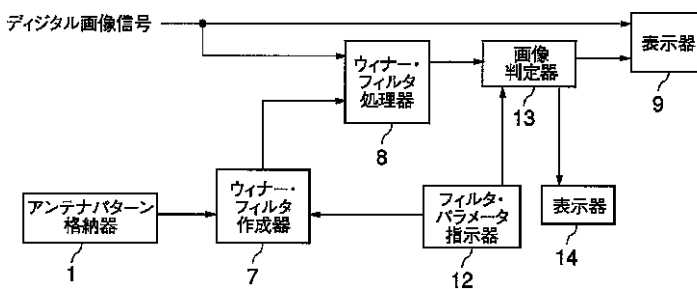 ディジタル画像信号
表示器
9
ウィナー・
フィルタ
処理器
8
画像
判定器
13
アンテナパターン
格納器
1
ウィナー・
フィルタ
作成器
7
フィルタ・
パラメータ
指示器
12
表示器
14